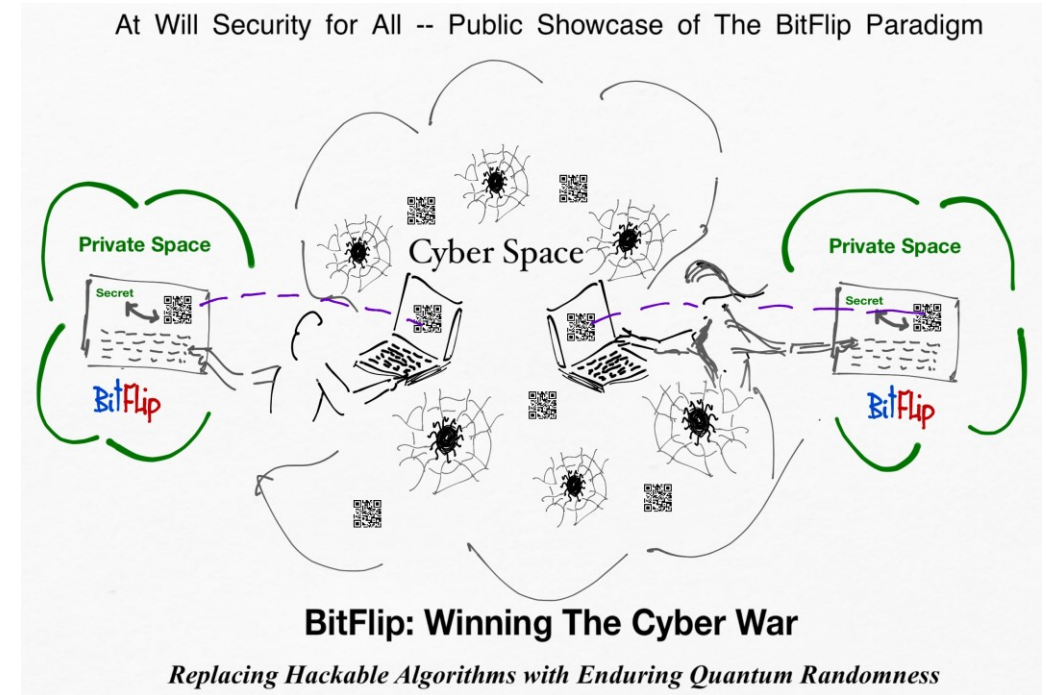 At Will Security for All -- Public Showcase of The BitFlip Paradigm
Cyber Space
Private Space
Secret
BitFlip
Private Space
Secret
BitFlip
BitFlip: Winning The Cyber War
Replacing Hackable Algorithms with Enduring Quantum Randomness